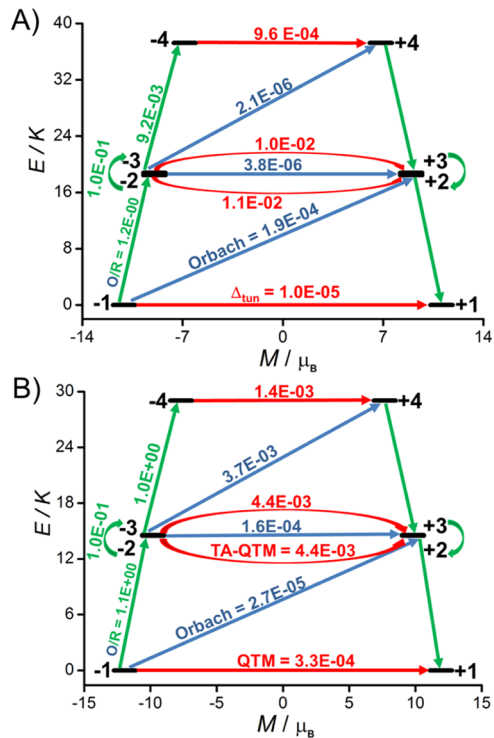 A)
40
32
24
16
8
0
E / K
-14
-7
0
7
14
M / μB
-4
9.6 E-04
+4
9.2E-03
2.1E-06
1.0E-01
-3
-2
1.0E-02
3.8E-06
1.1E-02
+3
+2
O/R = 1.2E-00
Orbach = 1.9E-04
-1
Δtun = 1.0E-05
+1
B)
30
24
18
12
6
0
E / K
-15
-10
-5
0
5
10
15
M / μB
-4
1.4E-03
+4
1.0E+00
3.7E-03
1.0E-01
-3
-2
4.4E-03
1.6E-04
TA-QTM = 4.4E-03
+3
+2
O/R = 1.1E+00
Orbach = 2.7E-05
-1
QTM = 3.3E-04
+1